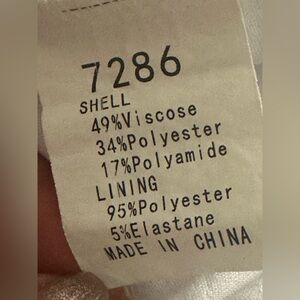 7286
SHELL
49%Viscose
34%Polyester
17%Polyamide
LINING
95%Polyester
5%Elastane
MADE IN CHINA